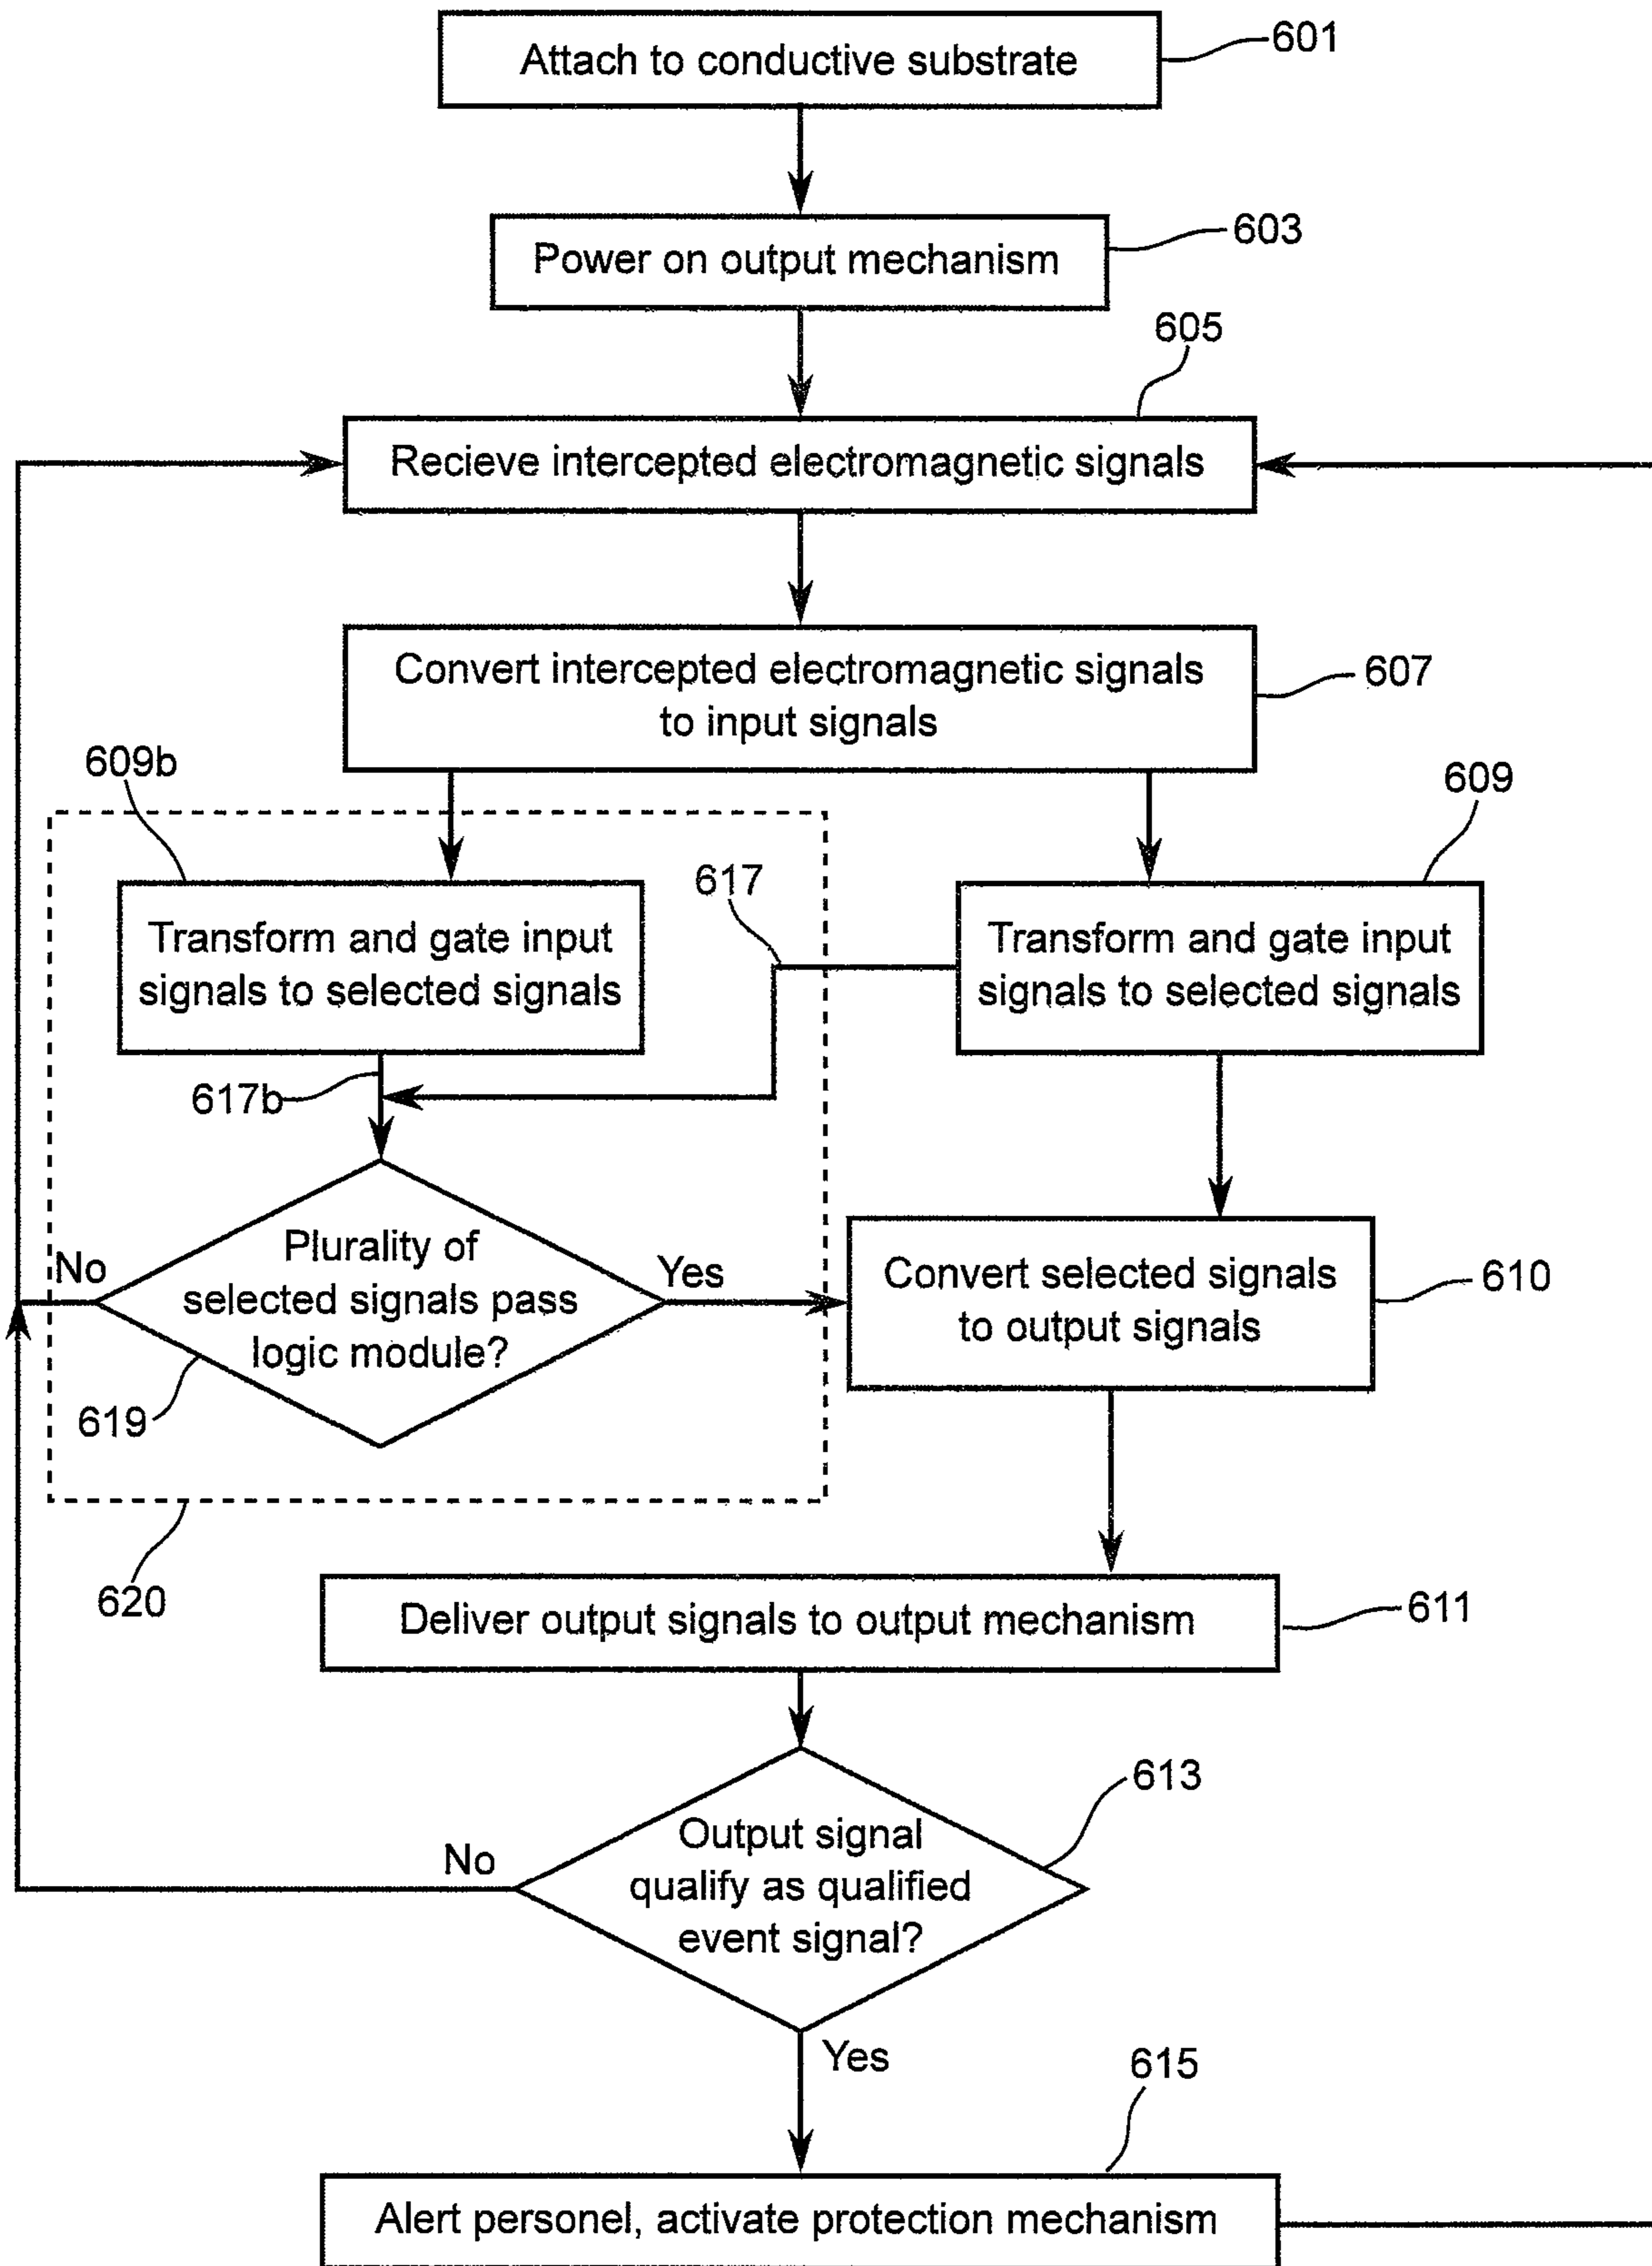 Attach to conductive substrate
601
Power on output mechanism
603
605
Recieve intercepted electromagnetic signals
Convert intercepted electromagnetic signals
to input signals
607
609b
609
617
Transform and gate input
signals to selected signals
Transform and gate input
signals to selected signals
617b
Plurality of
selected signals pass
logic module?
No
Yes
619
Convert selected signals
to output signals
610
620
Deliver output signals to output mechanism
611
613
Output signal
qualify as qualified
event signal?
No
Yes
615
Alert personel, activate protection mechanism